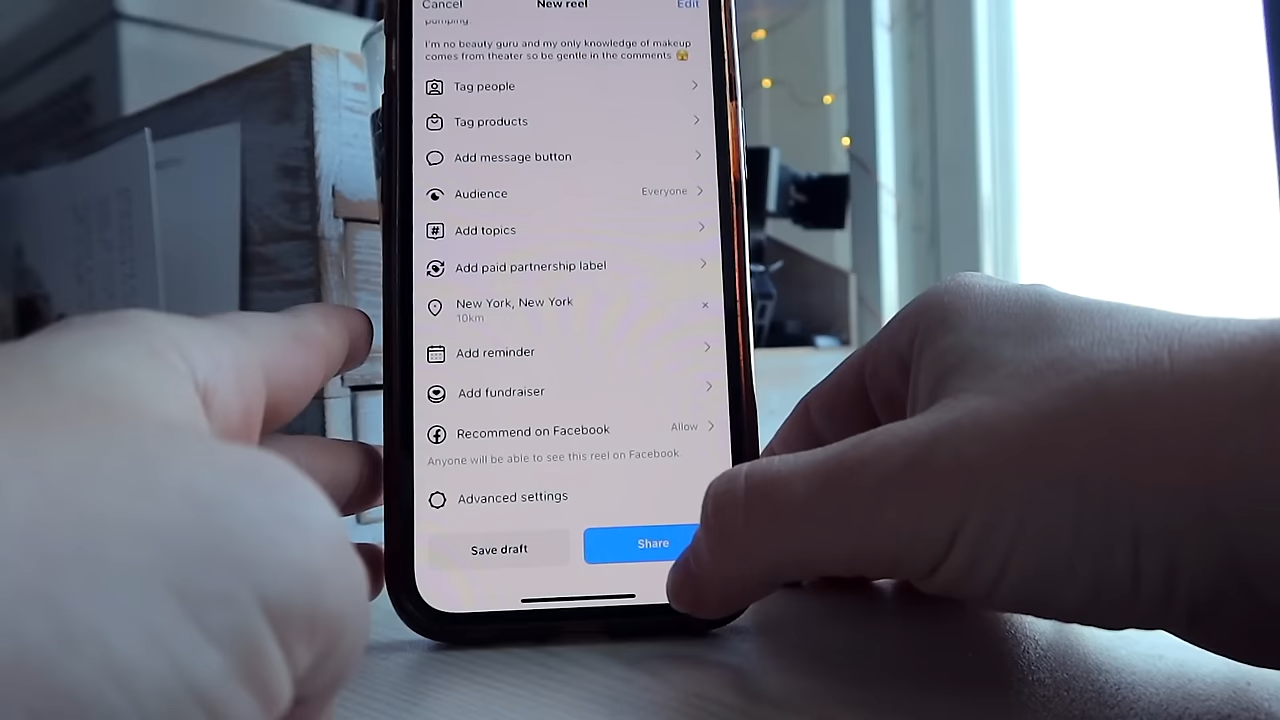 Cancel New reel Edit
pumping.
I'm no beauty guru and my only knowledge of makeup
comes from theater so be gentle in the comments 🫣
Tag people
Tag products
Add message button
Audience Everyone
Add topics
Add paid partnership label
New York, New York
10km
Add reminder
Add fundraiser
Recommend on Facebook Allow
Anyone will be able to see this reel on Facebook.
Advanced settings
Save draft Share